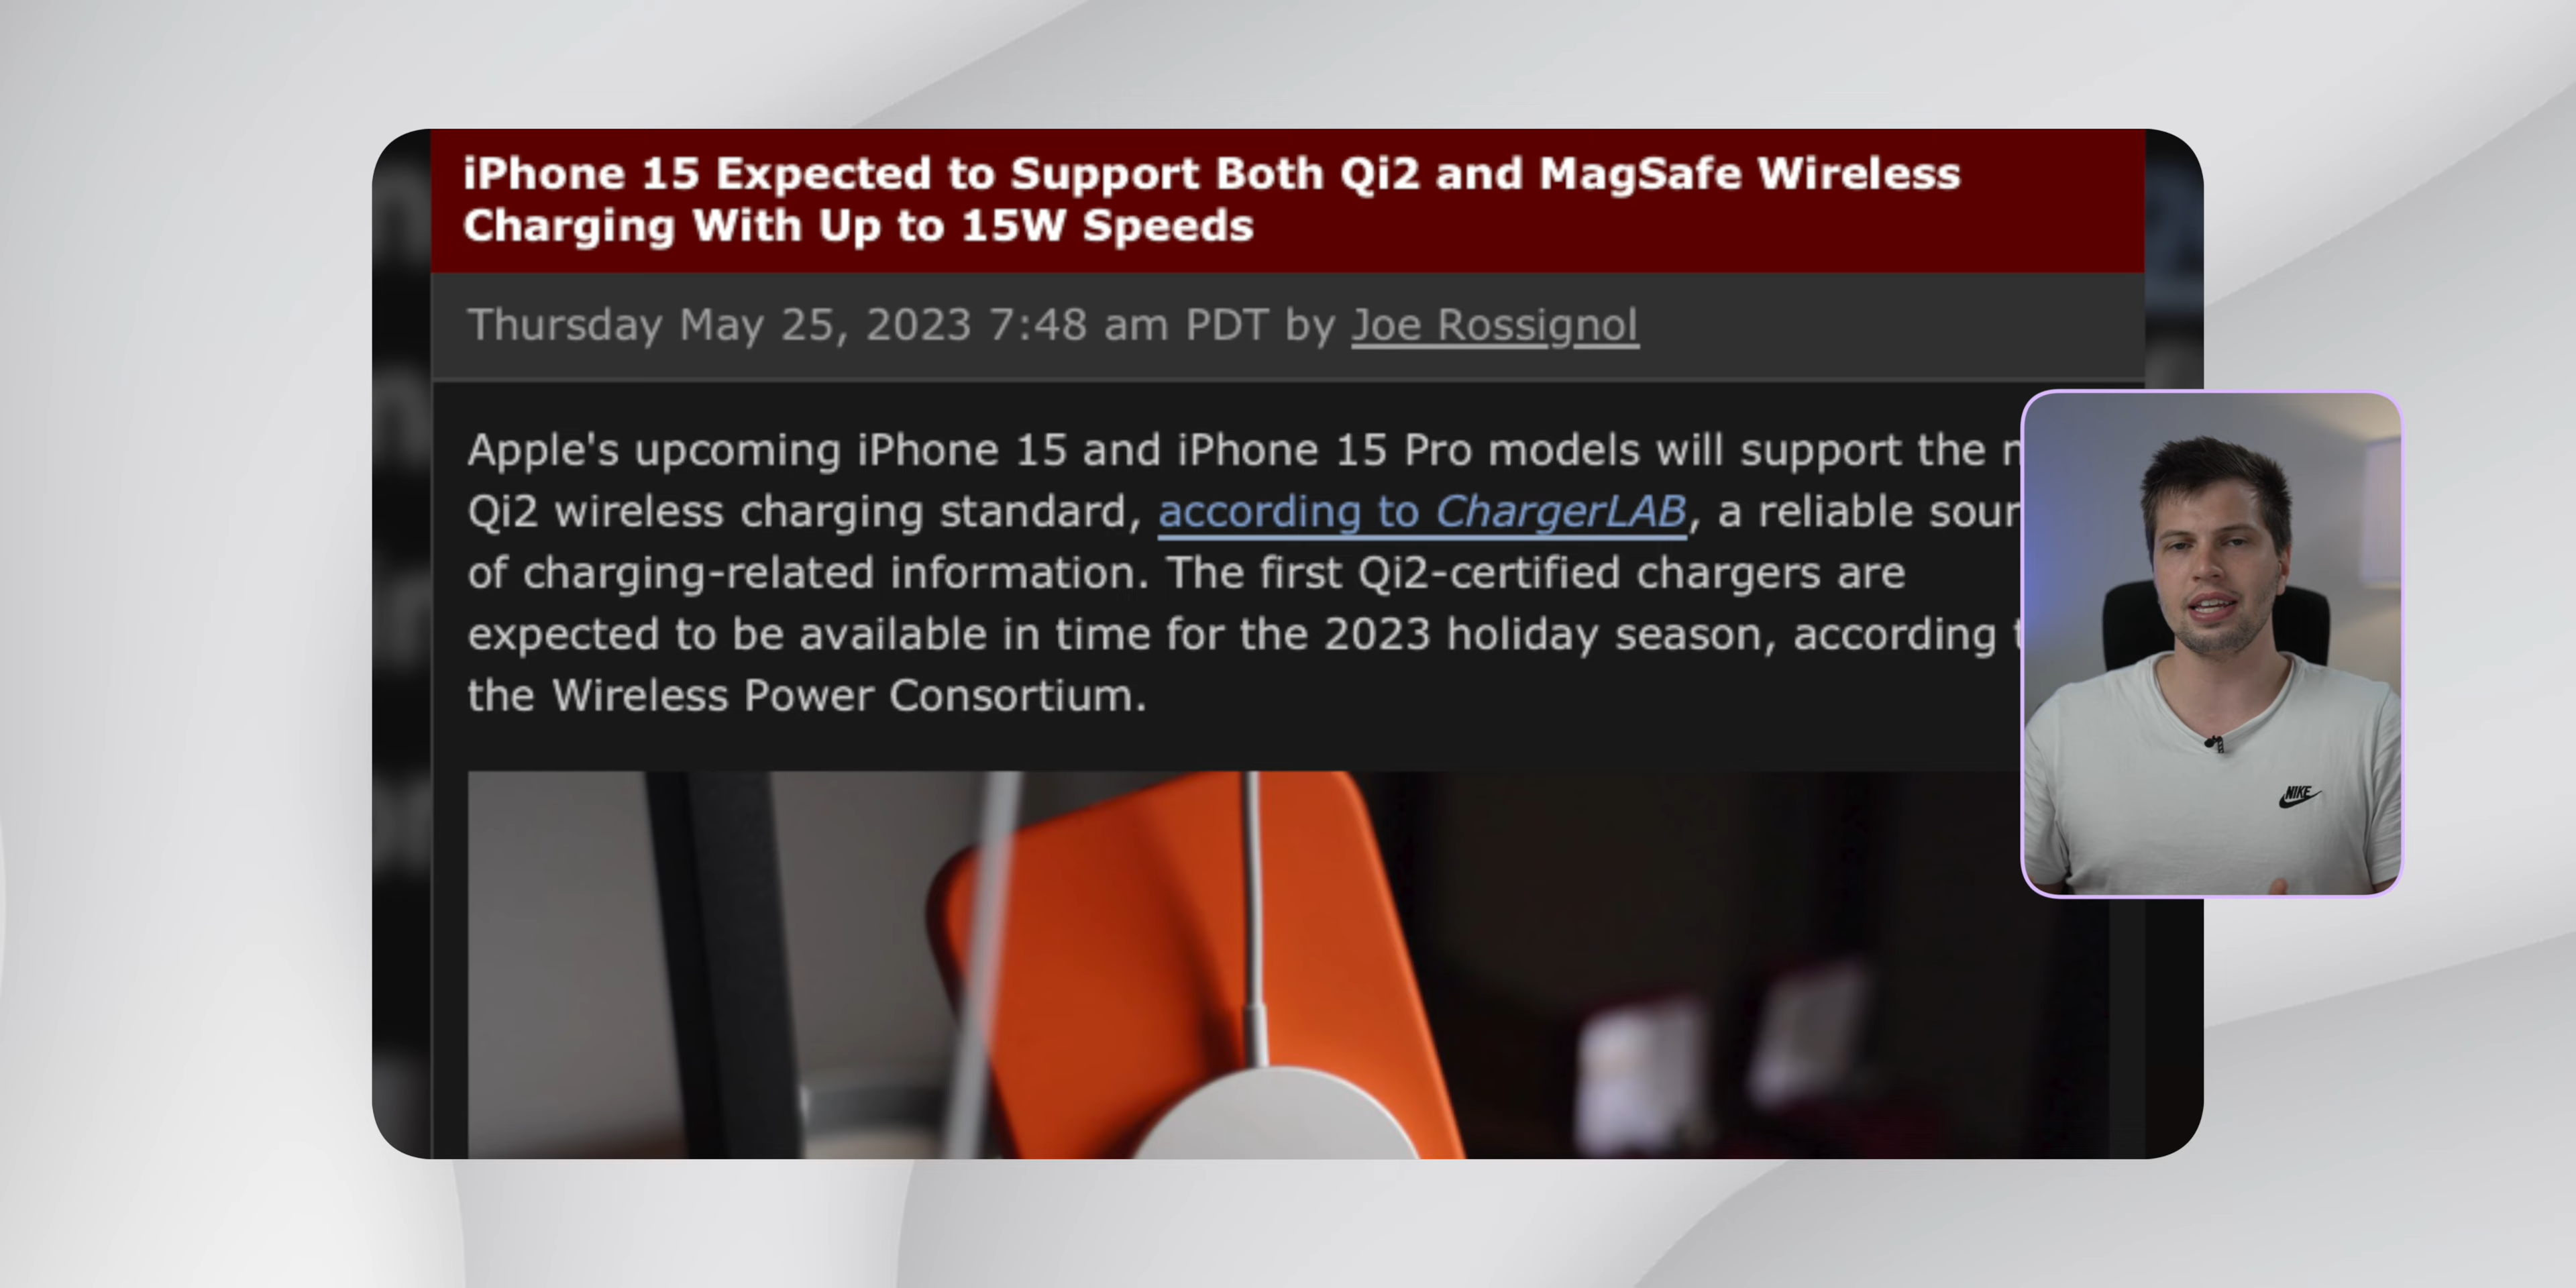 iPhone 15 Expected to Support Both Qi2 and MagSafe Wireless
Charging With Up to 15W Speeds
Thursday May 25, 2023 7:48 am PDT by Joe Rossignol
Apple's upcoming iPhone 15 and iPhone 15 Pro models will support the
Qi2 wireless charging standard, according to ChargerLAB, a reliable
of charging-related information. The first Qi2-certified chargers are
expected to be available in time for the 2023 holiday season, according
the Wireless Power Consortium.
NIKE